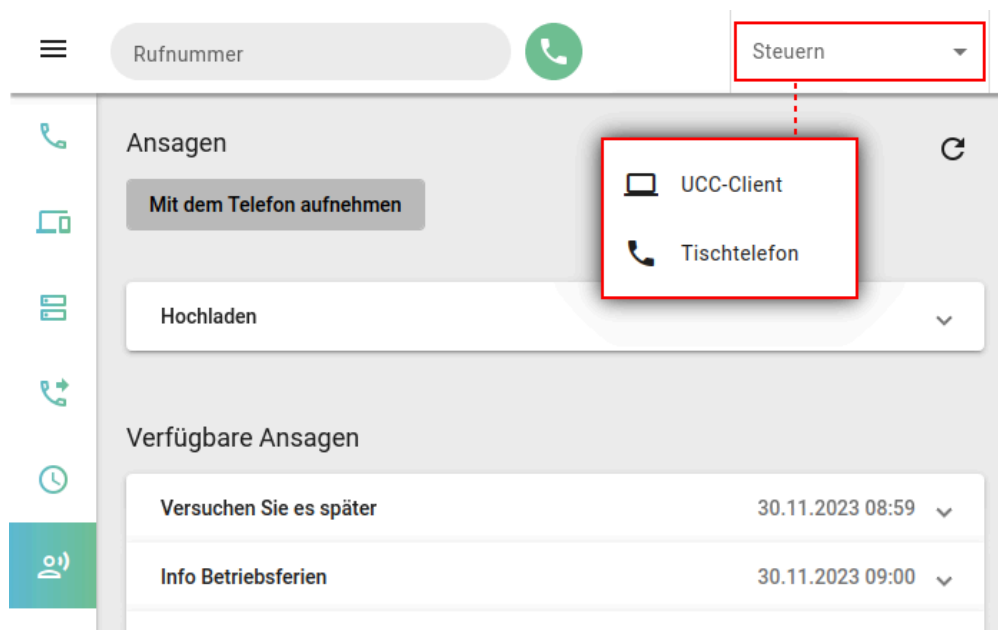 Rufnummer
Steuern
Ansagen
UCC-Client
Mit dem Telefon aufnehmen
Tischtelefon
Hochladen
Verfügbare Ansagen
Versuchen Sie es später 30.11.2023 08:59
Info Betriebsferien 30.11.2023 09:00